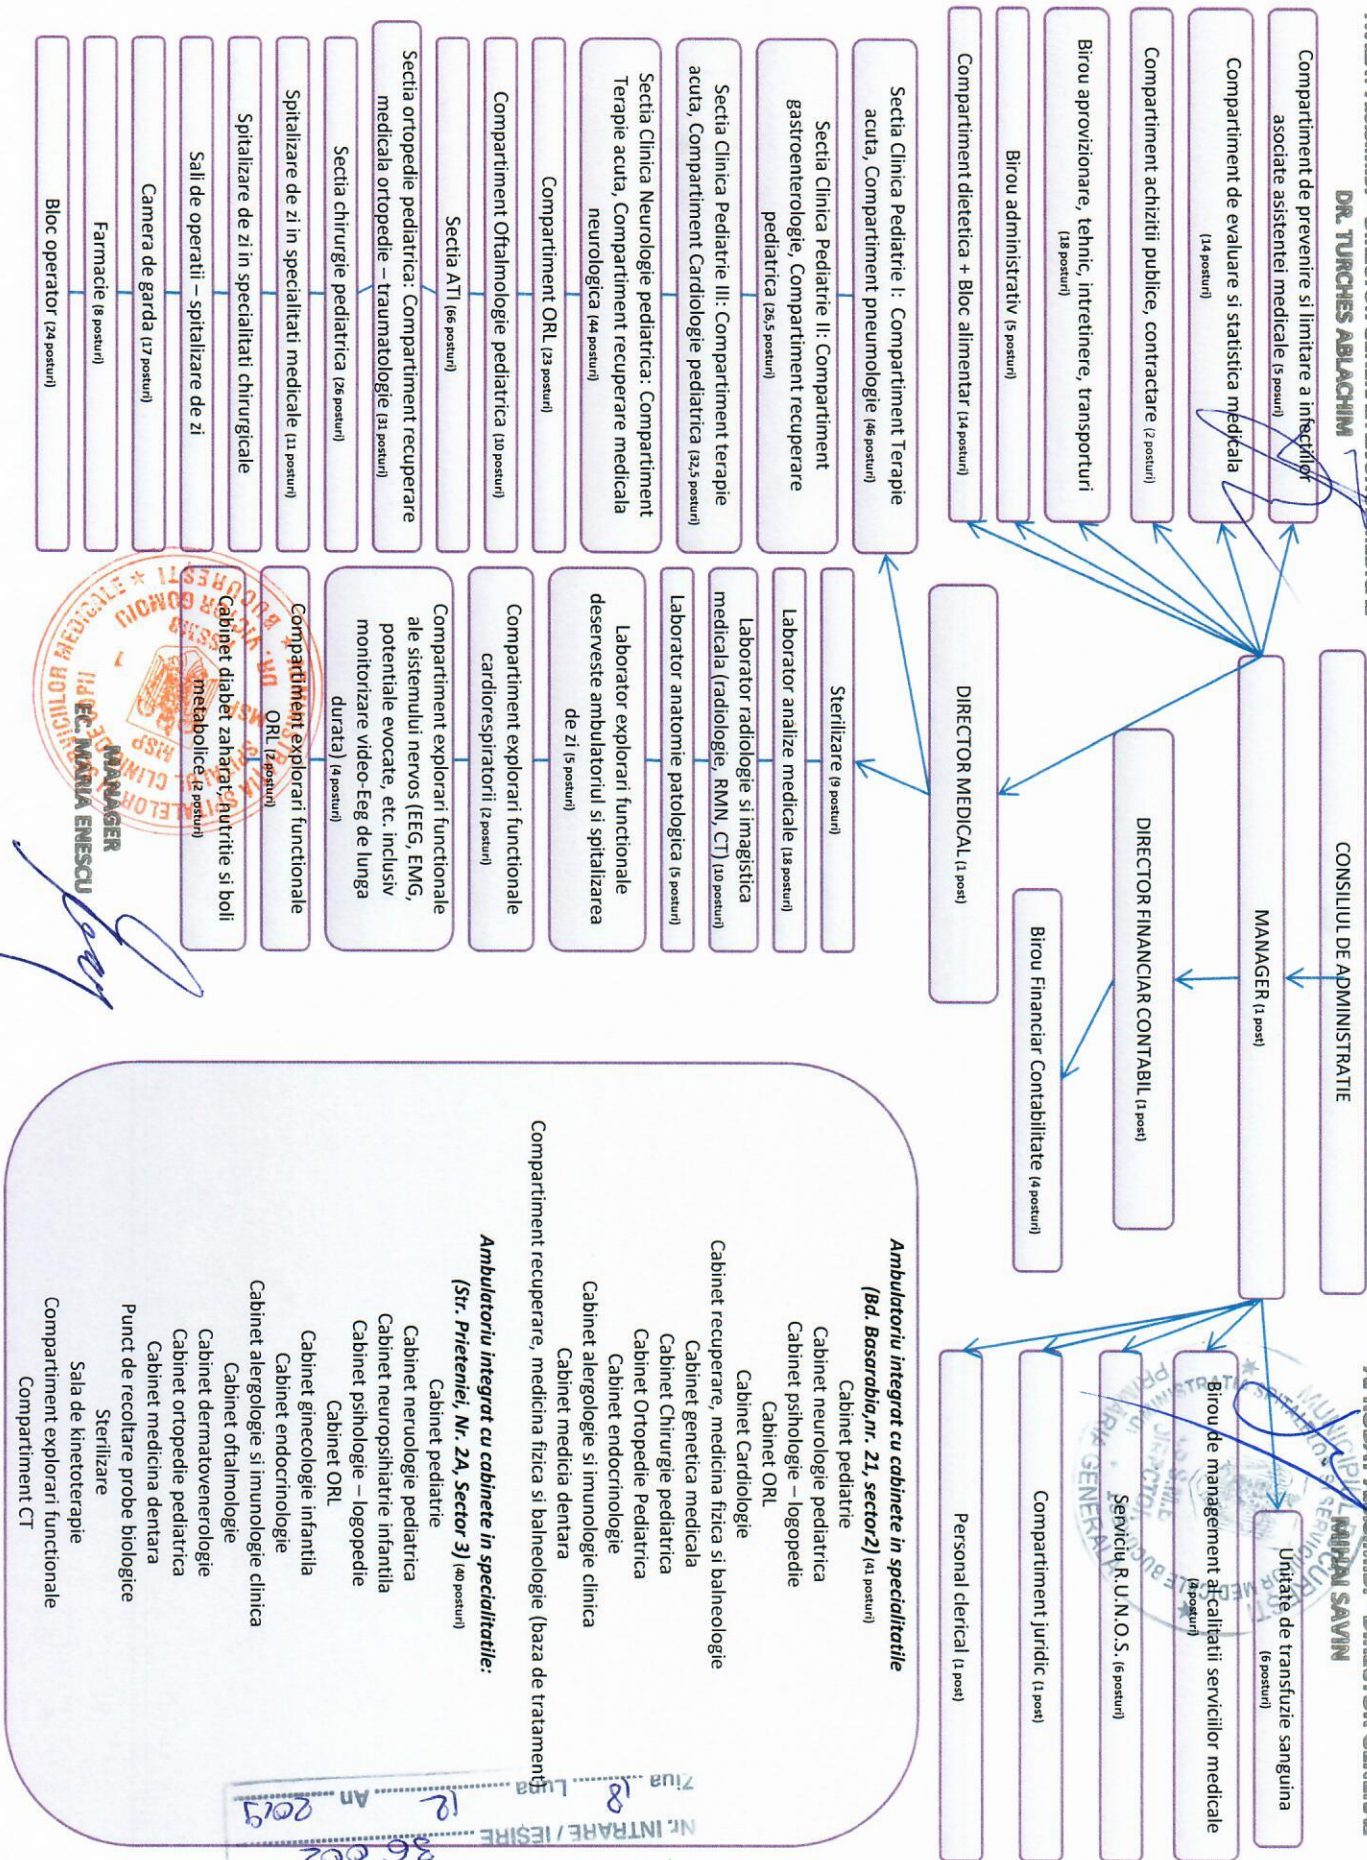 DR. TURCHES ABLACHIM
MIHAI SAVIN
CONSILIUL DE ADMINISTRATIE
MANAGER (1 post)
DIRECTOR FINANCIAR CONTABIL (1 post)
Birou Financiar Contabilitate (4 posturi)
DIRECTOR MEDICAL (1 post)
Compartiment de prevenire si limitare a infectiilor
asociate asistentei medicale (5 posuri)
Compartiment de evaluare si statistica medicala
(14 posturi)
Compartiment achizitii publice, contractare (2 posturi)
Birou aprovizionare, tehnic, intretinere, transporturi
(18 posturi)
Birou administrativ (5 posturi)
Compartiment dietetica + Bloc alimentar (14 posturi)
Unitate de transfuzie sanguina
(6 posturi)
Birou de management al calitatii serviciilor medicale
(4 posturi)
Serviciu R.U.N.O.S. (6 posturi)
Compartiment juridic (1 post)
Personal clerical (1 post)
Sectia Clinica Pediatrie I: Compartiment Terapie
acuta, Compartiment pneumologie (46 posturi)
Sectia Clinica Pediatrie II: Compartiment
gastroenterologie, Compartiment recuperare
pediatrica (26,5 posturi)
Sectia Clinica Pediatrie III: Compartiment terapie
acuta, Compartiment Cardiologie pediatrica (32,5 posturi)
Sectia Clinica Neurologie pediatrica: Compartiment
Terapie acuta, Compartiment recuperare medicala
neurologica (44 posturi)
Compartiment ORL (23 posturi)
Compartiment Oftalmologie pediatrica (10 posturi)
Sectia ATI (66 posturi)
Sectia ortopedie pediatrica: Compartiment recuperare
medicala ortopedie – traumatologie (31 posturi)
Sectia chirurgie pediatrica (26 posturi)
Spitalizare de zi in specialitati medicale (11 posturi)
Spitalizare de zi in specialitati chirurgicale
Sali de operatii – spitalizare de zi
Camera de garda (17 posturi)
Farmacie (8 posturi)
Bloc operator (24 posturi)
Sterilizare (9 posturi)
Laborator analize medicale (18 posturi)
Laborator radiologie si imagistica
medicala (radiologie, RMN, CT) (10 posturi)
Laborator anatomie patologica (5 posturi)
Laborator explorari functionale
deserveste ambulatoriul si spitalizarea
de zi (5 posturi)
Compartiment explorari functionale
cardiorespiratorii (2 posturi)
Compartiment explorari functionale
ale sistemului nervos (EEG, EMG,
potentiale evocate, etc. inclusiv
monitorizare video-Eeg de lunga
durata) (4 posturi)
Compartiment explorari functionale
ORL (2 posturi)
Cabinet diabet zaharat, nutritie si boli
metabolice (2 posturi)
MANAGER
EC. MARIA ENESCU
Ambulatoriu integrat cu cabinete in specialitatile
(Bd. Basarabia,nr. 21, sector2) (41 posturi)
Cabinet pediatrie
Cabinet neurologie pediatrica
Cabinet psihologie – logopedie
Cabinet ORL
Cabinet Cardiologie
Cabinet recuperare, medicina fizica si balneologie
Cabinet genetica medicala
Cabinet Chirurgie pediatrica
Cabinet Ortopedie Pediatrica
Cabinet endocrinologie
Cabinet alergologie si imunologie clinica
Cabinet medicia dentara
Compartiment recuperare, medicina fizica si balneologie (baza de tratament)
Ambulatoriu integrat cu cabinete in specialitatile:
(Str. Prieteniei, Nr. 2A, Sector 3) (40 posturi)
Cabinet pediatrie
Cabinet neruologie pediatrica
Cabinet neuropsihiatrie infantila
Cabinet psihologie – logopedie
Cabinet ORL
Cabinet ginecologie infantila
Cabinet endocrinologie
Cabinet alergologie si imunologie clinica
Cabinet oftalmologie
Cabinet dermatovenerologie
Cabinet ortopedie pediatrica
Cabinet medicina dentara
Punct de recoltare probe biologice
Sterilizare
Sala de kinetoterapie
Compartiment explorari functionale
Compartiment CT
Nr. INTRARE / IEȘIRE
Ziua 18 Luna 12 An 2019